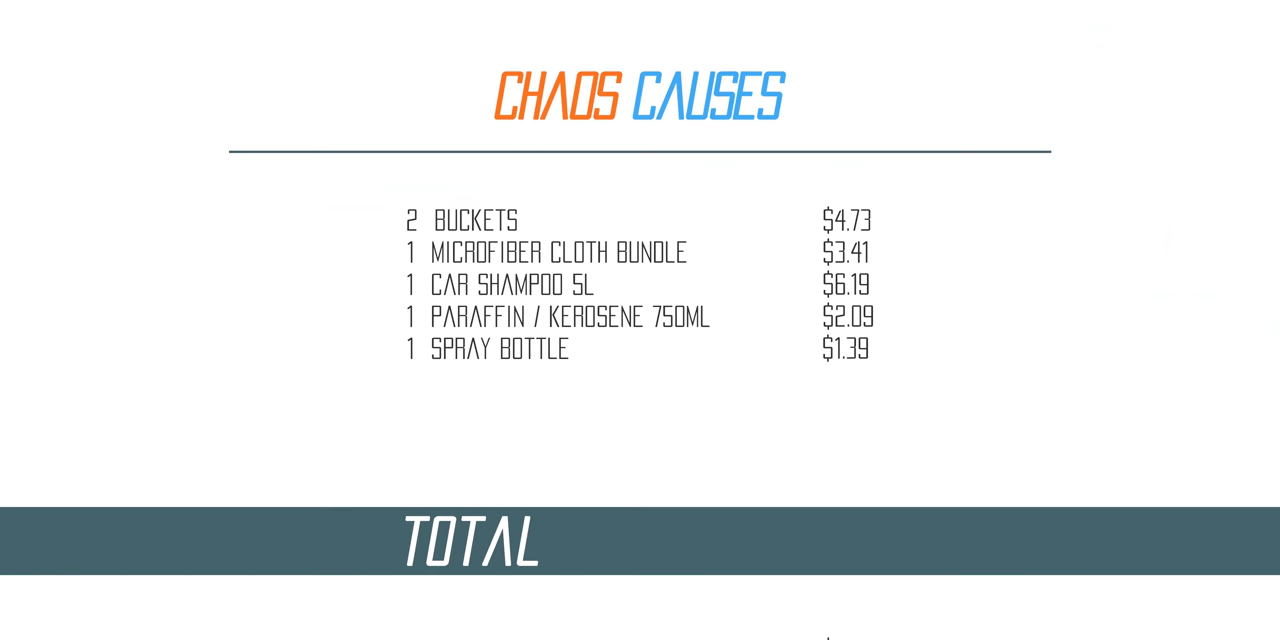 CHAOS CAUSES
2 BUCKETS $4.73
1 MICROFIBER CLOTH BUNDLE $3.41
1 CAR SHAMPOO 5L $6.19
1 PARAFFIN / KEROSENE 750ML $2.09
1 SPRAY BOTTLE $1.39
TOTAL